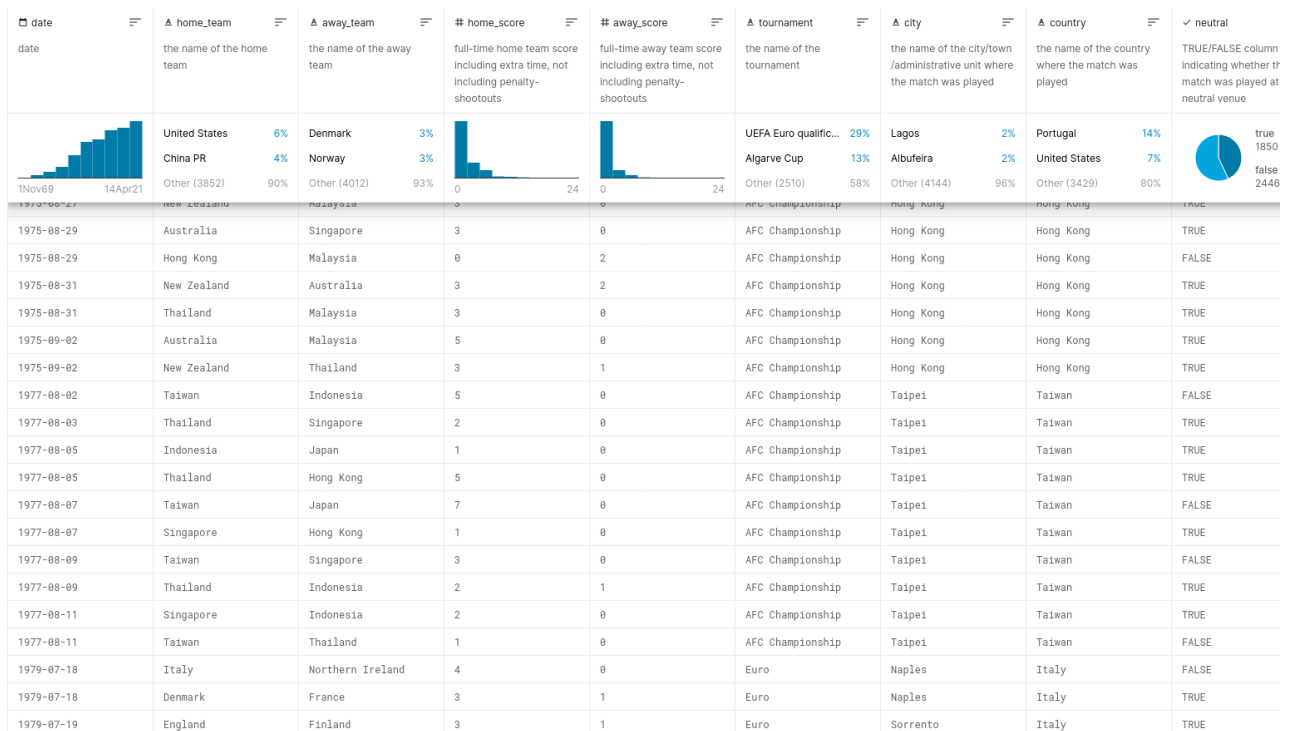 date home_team away_team home_score away_score tournament city country neutral
date the name of the home the name of the away full-time home team score full-time away team score the name of the the name of the city/town the name of the country TRUE/FALSE column
team team including extra time, not including extra time, not tournament /administrative unit where where the match was indicating whether th
including penalty- including penalty- the match was played played match was played at
shootouts shootouts neutral venue
United States 6% Denmark 3% UEFA Euro qualific... 29% Lagos 2% Portugal 14% true
China PR 4% Norway 3% Algarve Cup 13% Albufeira 2% United States 7% 1850
false
1Nov69 14Apr21 Other (3852) 90% Other (4012) 93% 0 24 0 24 Other (2510) 58% Other (4144) 96% Other (3429) 80% 2446
1975-08-27 New Zealand Malaysia 3 0 AFC Championship Hong Kong Hong Kong TRUE
1975-08-29 Australia Singapore 3 0 AFC Championship Hong Kong Hong Kong TRUE
1975-08-29 Hong Kong Malaysia 0 2 AFC Championship Hong Kong Hong Kong FALSE
1975-08-31 New Zealand Australia 3 2 AFC Championship Hong Kong Hong Kong TRUE
1975-08-31 Thailand Malaysia 3 0 AFC Championship Hong Kong Hong Kong TRUE
1975-09-02 Australia Malaysia 5 0 AFC Championship Hong Kong Hong Kong TRUE
1975-09-02 New Zealand Thailand 3 1 AFC Championship Hong Kong Hong Kong TRUE
1977-08-02 Taiwan Indonesia 5 0 AFC Championship Taipei Taiwan FALSE
1977-08-03 Thailand Singapore 2 0 AFC Championship Taipei Taiwan TRUE
1977-08-05 Indonesia Japan 1 0 AFC Championship Taipei Taiwan TRUE
1977-08-05 Thailand Hong Kong 5 0 AFC Championship Taipei Taiwan TRUE
1977-08-07 Taiwan Japan 7 0 AFC Championship Taipei Taiwan FALSE
1977-08-07 Singapore Hong Kong 1 0 AFC Championship Taipei Taiwan TRUE
1977-08-09 Taiwan Singapore 3 0 AFC Championship Taipei Taiwan FALSE
1977-08-09 Thailand Indonesia 2 1 AFC Championship Taipei Taiwan TRUE
1977-08-11 Singapore Indonesia 2 0 AFC Championship Taipei Taiwan TRUE
1977-08-11 Taiwan Thailand 1 0 AFC Championship Taipei Taiwan FALSE
1979-07-18 Italy Northern Ireland 4 0 Euro Naples Italy FALSE
1979-07-18 Denmark France 3 1 Euro Naples Italy TRUE
1979-07-19 England Finland 3 1 Euro Sorrento Italy TRUE